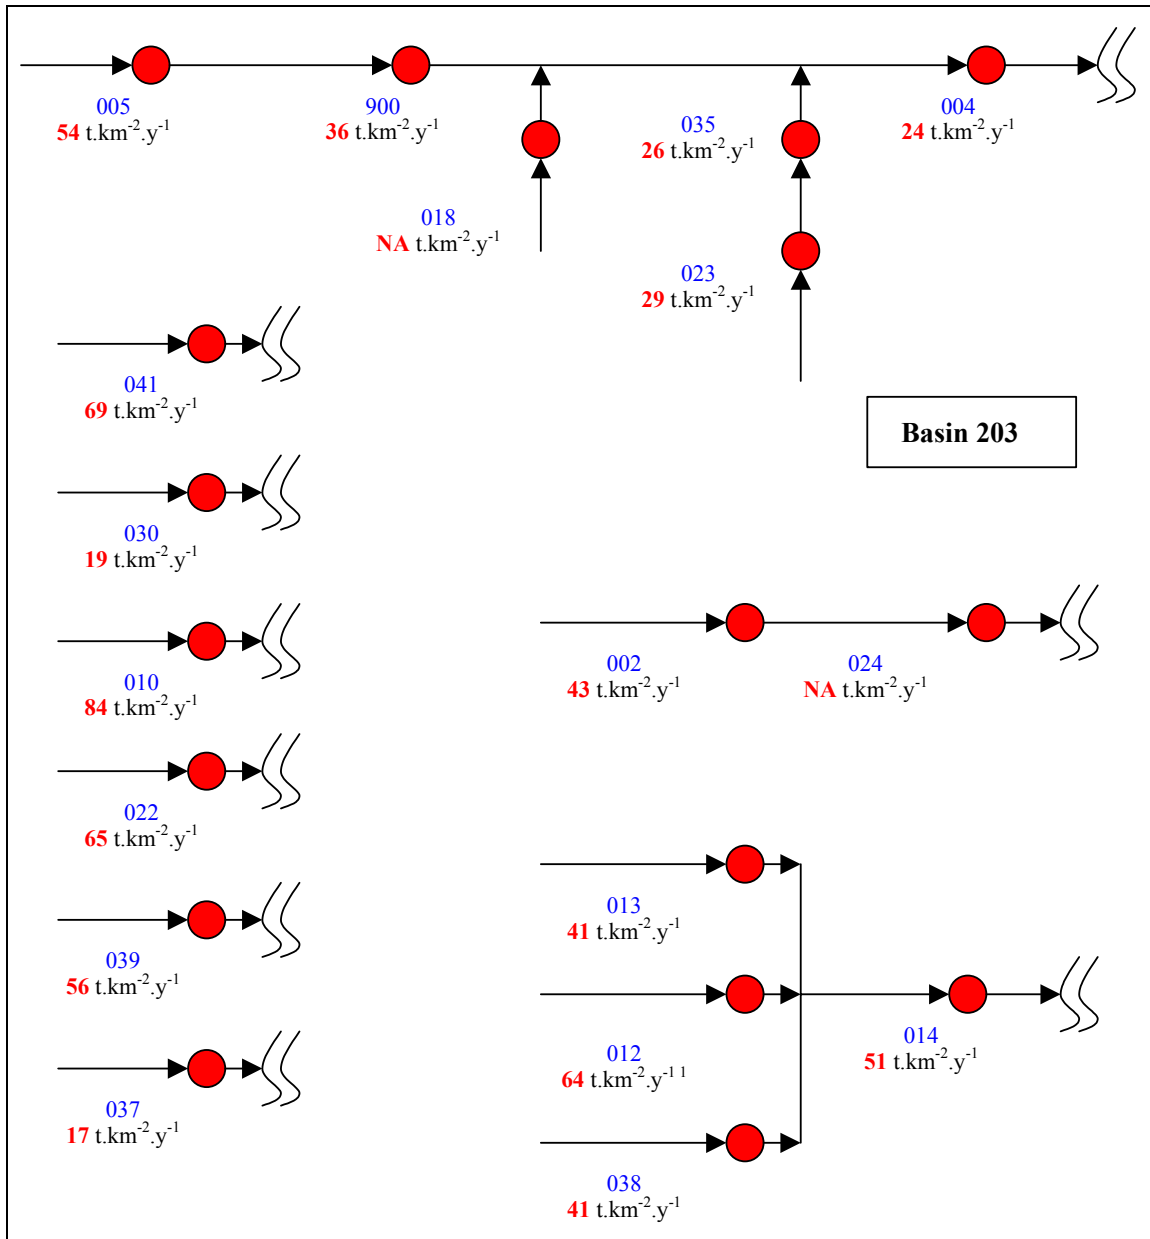 005
54 t.km-2.y-1
900
36 t.km-2.y-1
035
26 t.km-2.y-1
004
24 t.km-2.y-1
018
NA t.km-2.y-1
023
29 t.km-2.y-1
041
69 t.km-2.y-1
Basin 203
030
19 t.km-2.y-1
010
84 t.km-2.y-1
002
43 t.km-2.y-1
024
NA t.km-2.y-1
022
65 t.km-2.y-1
013
41 t.km-2.y-1
039
56 t.km-2.y-1
012
64 t.km-2.y-1 1
014
51 t.km-2.y-1
037
17 t.km-2.y-1
038
41 t.km-2.y-1